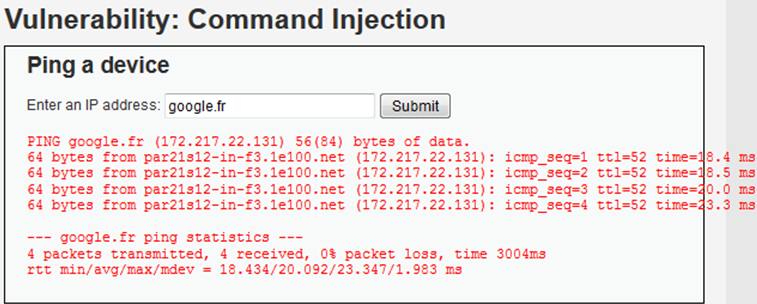 Vulnerability: Command Injection
Ping a device
Enter an IP address: google.fr Submit
PING google.fr (172.217.22.131) 56(84) bytes of data.
64 bytes from par21s12-in-f3.1e100.net (172.217.22.131): icmp_seq=1 ttl=52 time=18.4 ms
64 bytes from par21s12-in-f3.1e100.net (172.217.22.131): icmp_seq=2 ttl=52 time=18.5 ms
64 bytes from par21s12-in-f3.1e100.net (172.217.22.131): icmp_seq=3 ttl=52 time=20.0 ms
64 bytes from par21s12-in-f3.1e100.net (172.217.22.131): icmp_seq=4 ttl=52 time=23.3 ms
--- google.fr ping statistics ---
4 packets transmitted, 4 received, 0% packet loss, time 3004ms
rtt min/avg/max/mdev = 18.434/20.092/23.347/1.983 ms